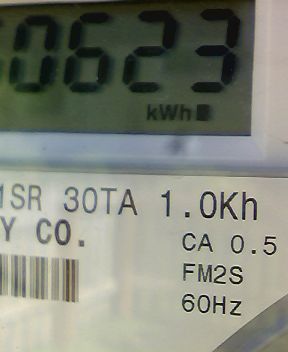 0623
kWh
1SR 30TA 1.0Kh
Y CO.
CA 0.5
FM2S
60Hz